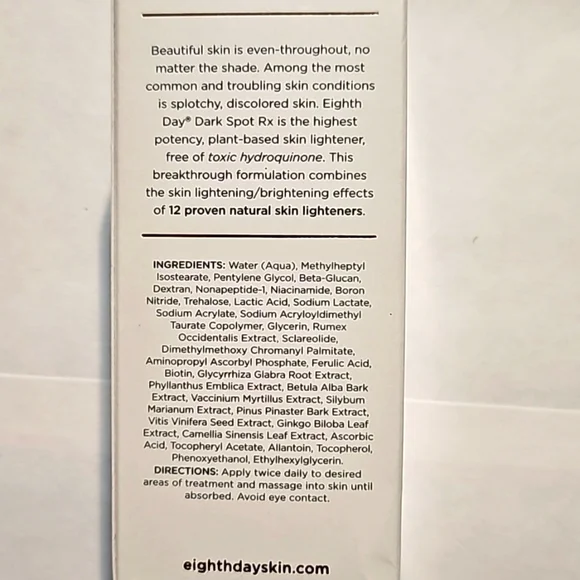 Beautiful skin is even-throughout, no
matter the shade. Among the most
common and troubling skin conditions
is splotchy, discolored skin. Eighth
Day® Dark Spot Rx is the highest
potency, plant-based skin lightener,
free of toxic hydroquinone. This
breakthrough formulation combines
the skin lightening/brightening effects
of 12 proven natural skin lighteners.
INGREDIENTS: Water (Aqua), Methylheptyl
Isostearate, Pentylene Glycol, Beta-Glucan,
Dextran, Nonapeptide-1, Niacinamide, Boron
Nitride, Trehalose, Lactic Acid, Sodium Lactate,
Sodium Acrylate, Sodium Acryloyldimethyl
Taurate Copolymer, Glycerin, Rumex
Occidentalis Extract, Sclareolide,
Dimethylmethoxy Chromanyl Palmitate,
Aminopropyl Ascorbyl Phosphate, Ferulic Acid,
Biotin, Glycyrrhiza Glabra Root Extract,
Phyllanthus Emblica Extract, Betula Alba Bark
Extract, Vaccinium Myrtillus Extract, Silybum
Marianum Extract, Pinus Pinaster Bark Extract,
Vitis Vinifera Seed Extract, Ginkgo Biloba Leaf
Extract, Camellia Sinensis Leaf Extract, Ascorbic
Acid, Tocopheryl Acetate, Allantoin, Tocopherol,
Phenoxyethanol, Ethylhexylglycerin.
DIRECTIONS: Apply twice daily to desired
areas of treatment and massage into skin until
absorbed. Avoid eye contact.
eighthdayskin.com